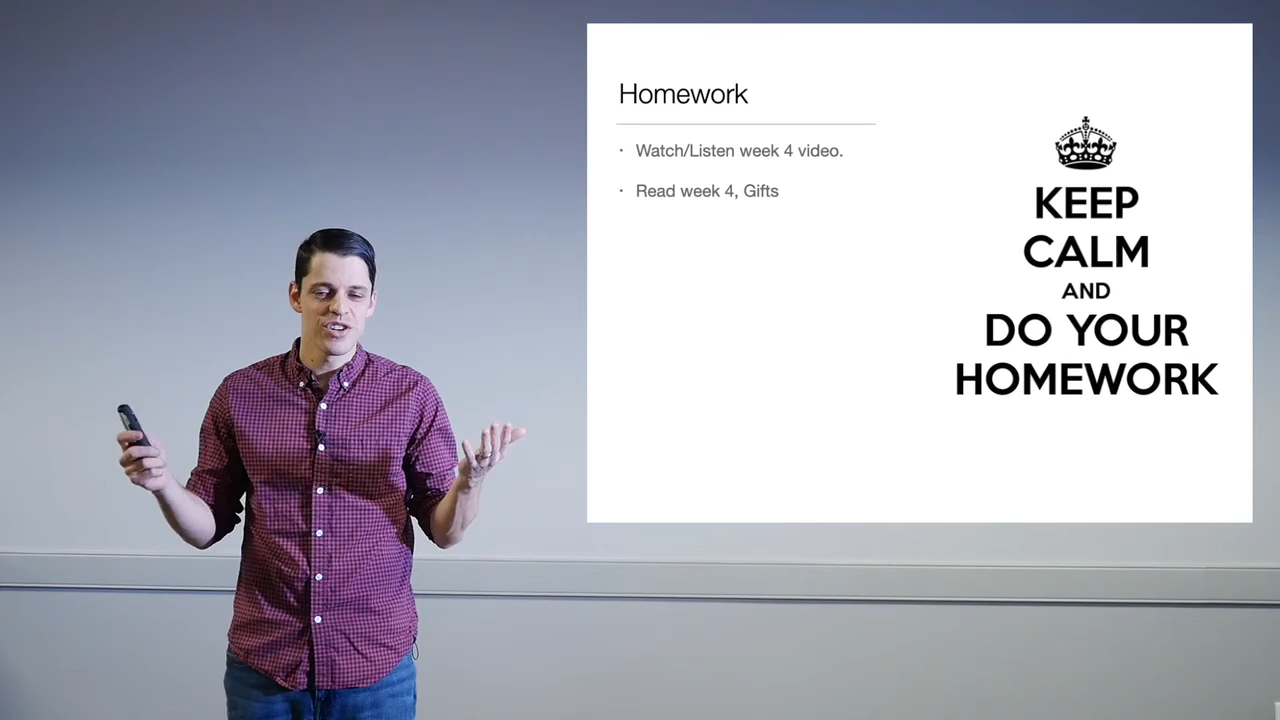 Homework
· Watch/Listen week 4 video.
· Read week 4, Gifts
KEEP
CALM
AND
DO YOUR
HOMEWORK